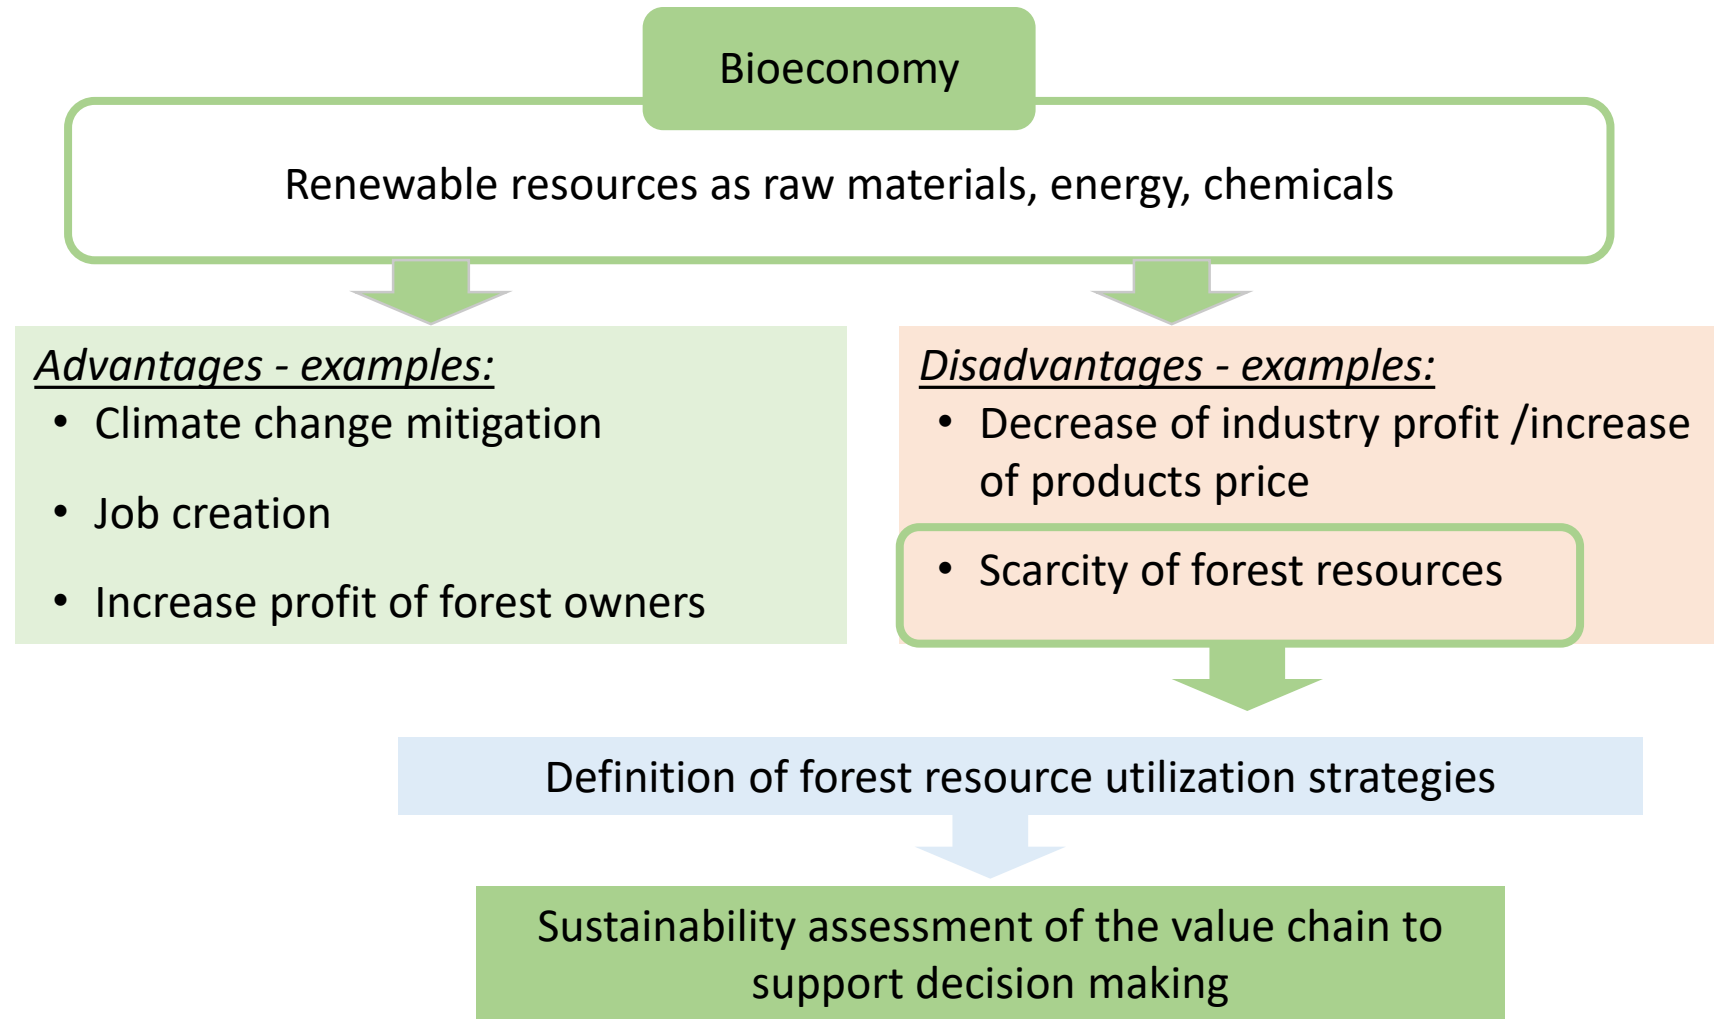 Bioeconomy
Renewable resources as raw materials, energy, chemicals
Advantages - examples:
• Climate change mitigation
• Job creation
• Increase profit of forest owners
Disadvantages - examples:
• Decrease of industry profit /increase
of products price
• Scarcity of forest resources
Definition of forest resource utilization strategies
Sustainability assessment of the value chain to
support decision making